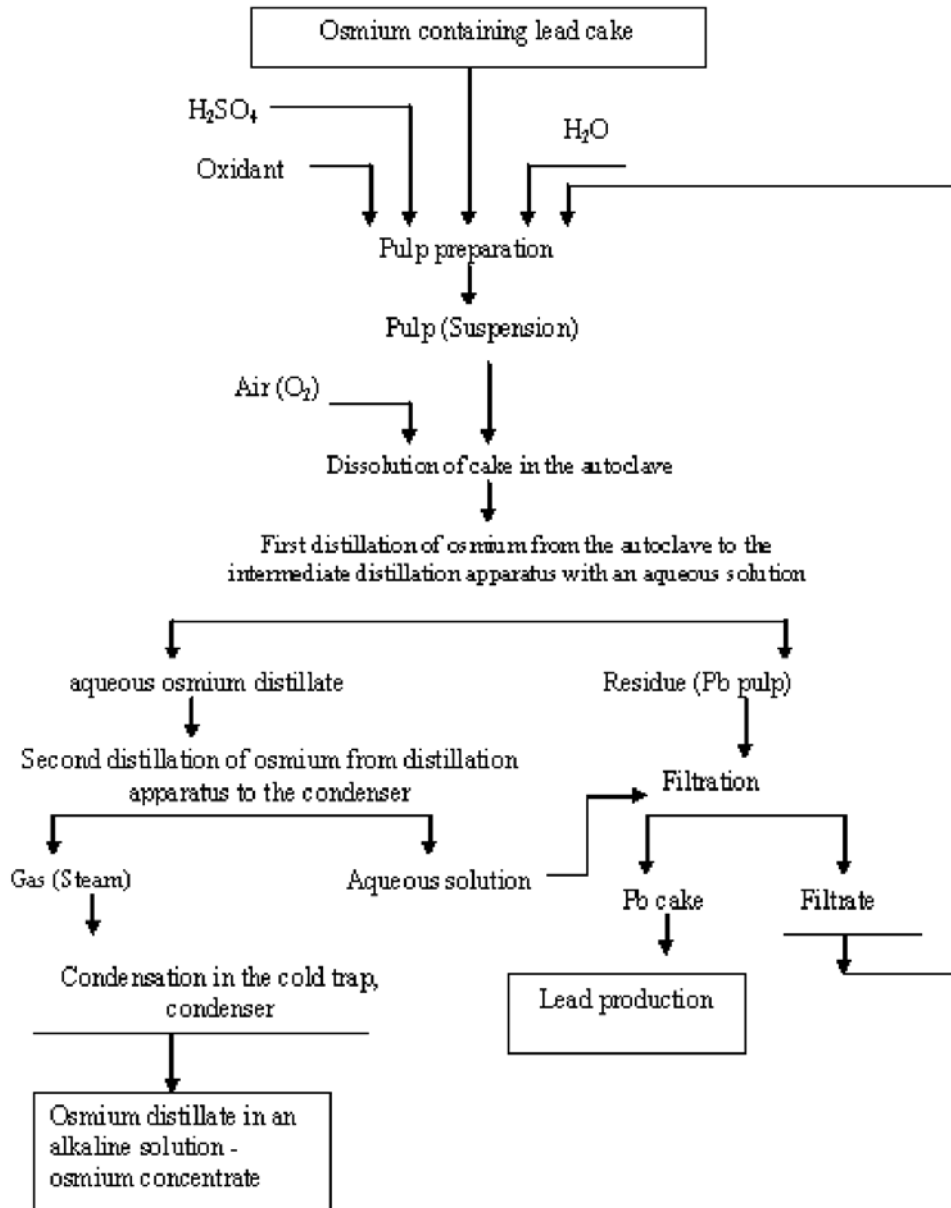 Osmium containing lead cake
H₂SO₄
H₂O
Oxidant
Pulp preparation
Pulp (Suspension)
Air (O₂)
Dissolution of cake in the autoclave
First distillation of osmium from the autoclave to the
intermediate distillation apparatus with an aqueous solution
aqueous osmium distillate
Residue (Pb pulp)
Second distillation of osmium from distillation
apparatus to the condenser
Filtration
Gas (Steam)
Aqueous solution
Pb cake
Filtrate
Condensation in the cold trap,
condenser
Lead production
Osmium distillate in an
alkaline solution -
osmium concentrate